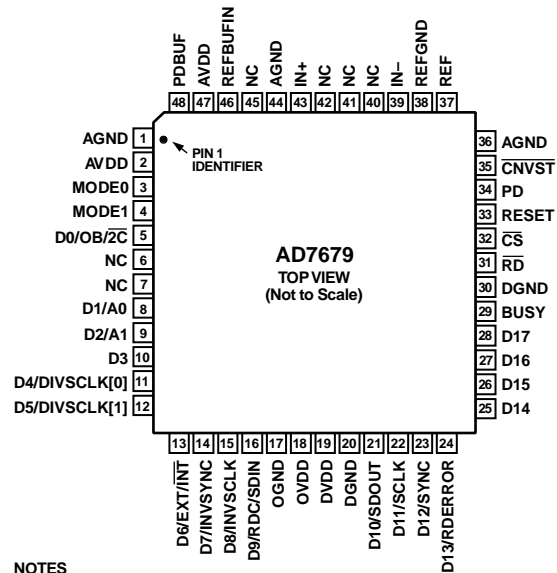 PDBUF
AVDD
REFBUFIN
NC
AGND
IN+
NC
NC
NC
IN–
REFGND
REF
48 47 46 45 44 43 42 41 40 39 38 37
AGND 1
AVDD 2
MODE0 3
MODE1 4
D0/OB/2C̅ 5
NC 6
NC 7
D1/A0 8
D2/A1 9
D3 10
D4/DIVSCLK[0] 11
D5/DIVSCLK[1] 12
PIN 1
IDENTIFIER
AD7679
TOP VIEW
(Not to Scale)
36 AGND
35 C̅N̅V̅S̅T̅
34 PD
33 RESET
32 C̅S̅
31 R̅D̅
30 DGND
29 BUSY
28 D17
27 D16
26 D15
25 D14
13 14 15 16 17 18 19 20 21 22 23 24
D6/EXT/I̅N̅T̅
D7/INVSYNC
D8/INVSCLK
D9/RDC/SDIN
OGND
OVDD
DVDD
DGND
D10/SDOUT
D11/SCLK
D12/SYNC
D13/RDERROR
NOTES